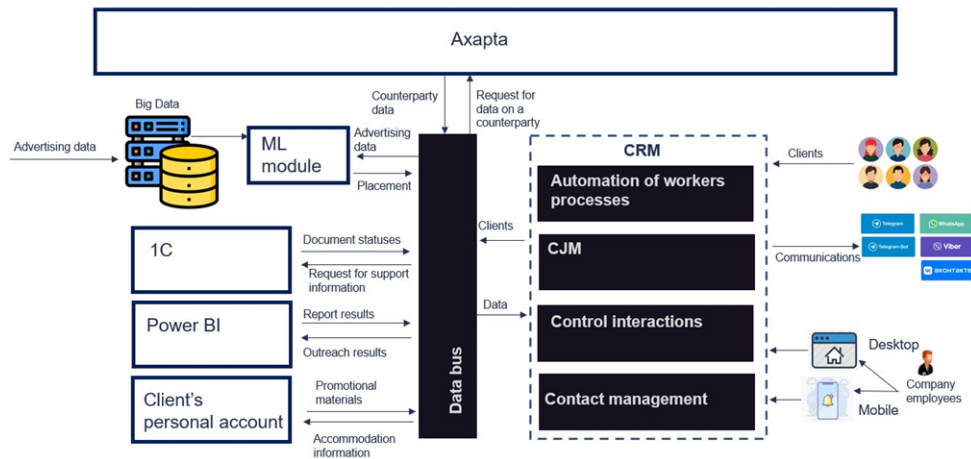 Axapta
Counterparty
data
Request for
data on a
counterparty
Big Data
Advertising data
ML
module
Advertising
data
Placement
1C
Document statuses
Request for support
information
Power BI
Report results
Outreach results
Client's
personal account
Promotional
materials
Accommodation
information
Data bus
Clients
Data
CRM
Automation of workers
processes
CJM
Control interactions
Contact management
Clients
Communications
Telegram
WhatsApp
Telegram Bot
Viber
вконтакте
Desktop
Mobile
Company
employees